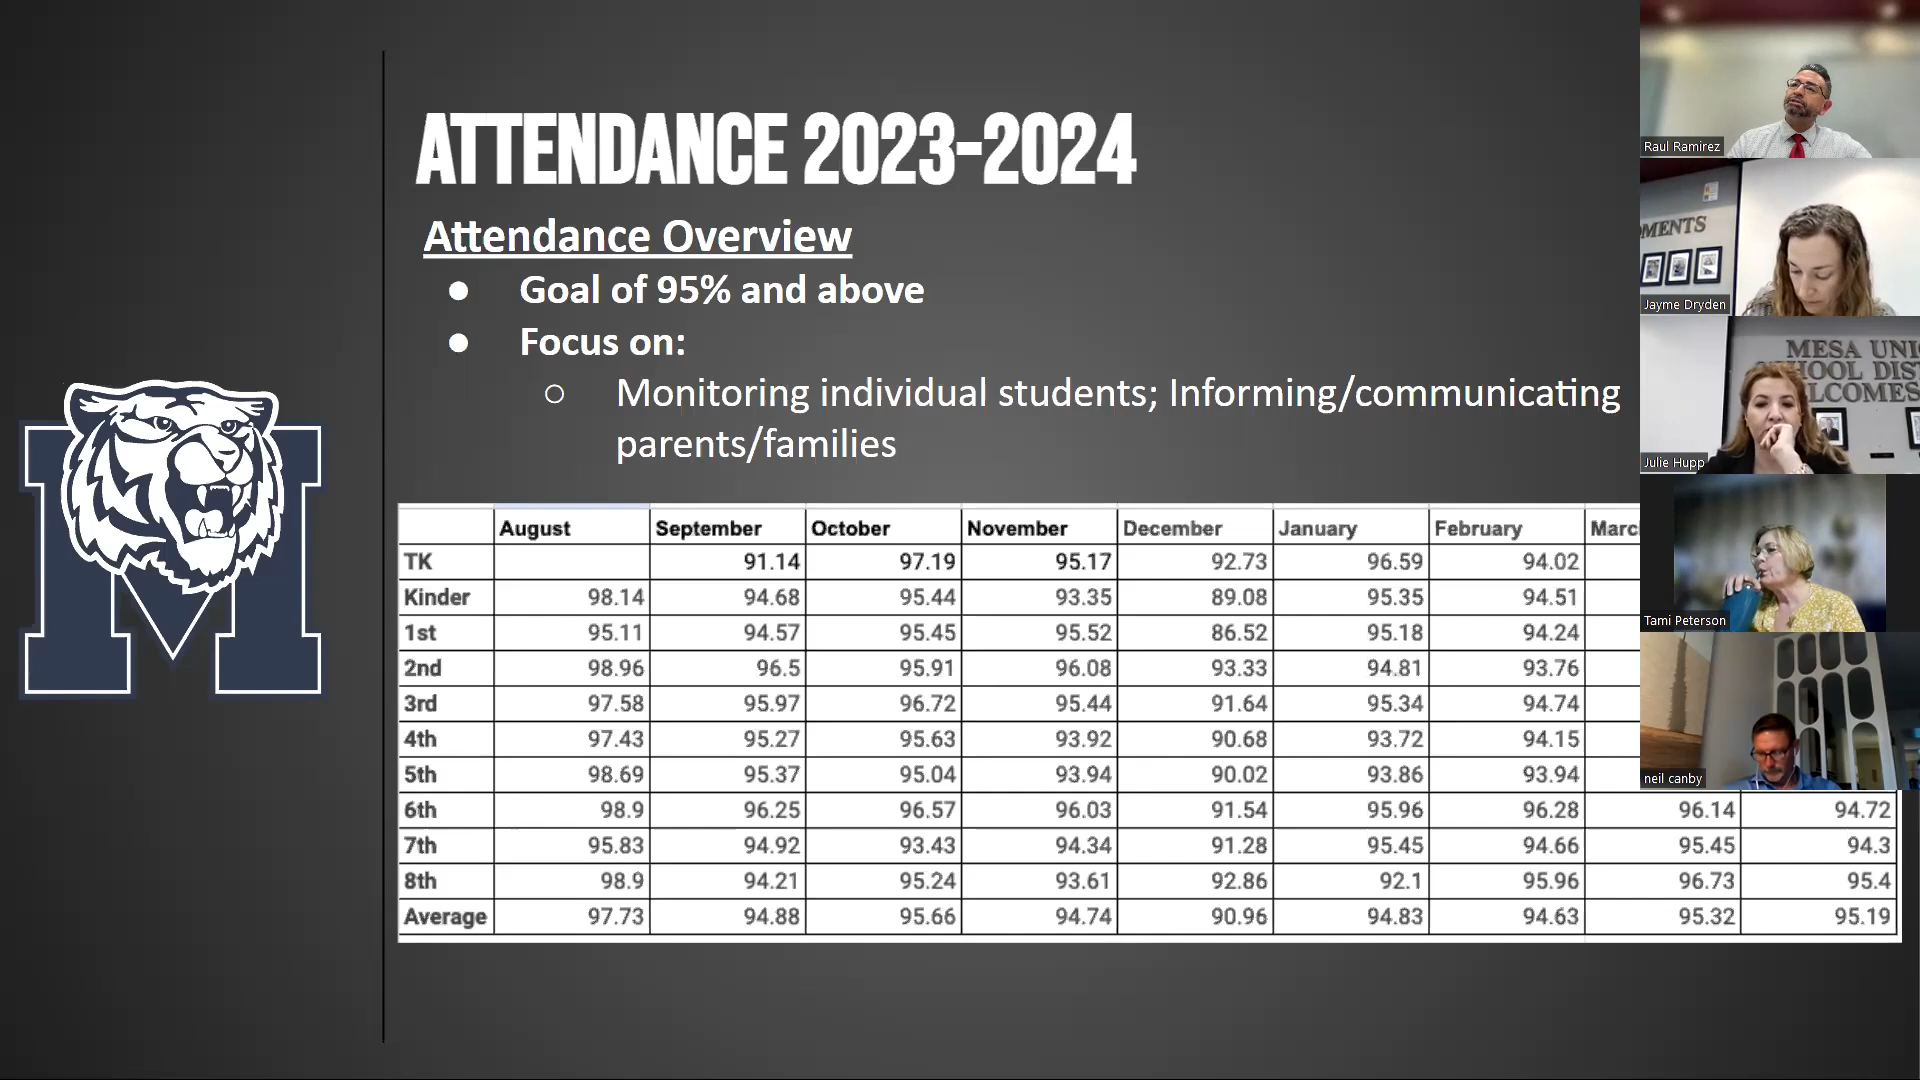 ATTENDANCE 2023-2024
Attendance Overview
● Goal of 95% and above
● Focus on:
○ Monitoring individual students; Informing/communicating
parents/families
August September October November December January February Marc
TK 91.14 97.19 95.17 92.73 96.59 94.02
Kinder 98.14 94.68 95.44 93.35 89.08 95.35 94.51
1st 95.11 94.57 95.45 95.52 86.52 95.18 94.24
2nd 98.96 96.5 95.91 96.08 93.33 94.81 93.76
3rd 97.58 95.97 96.72 95.44 91.64 95.34 94.74
4th 97.43 95.27 95.63 93.92 90.68 93.72 94.15
5th 98.69 95.37 95.04 93.94 90.02 93.86 93.94
6th 98.9 96.25 96.57 96.03 91.54 95.96 96.28 96.14 94.72
7th 95.83 94.92 93.43 94.34 91.28 95.45 94.66 95.45 94.3
8th 98.9 94.21 95.24 93.61 92.86 92.1 95.96 96.73 95.4
Average 97.73 94.88 95.66 94.74 90.96 94.83 94.63 95.32 95.19
M
Raul Ramirez
MENTS
Jayme Dryden
MESA UNI
HOOL DIS
LCOMES
Julie Hupp
Tami Peterson
neil canby